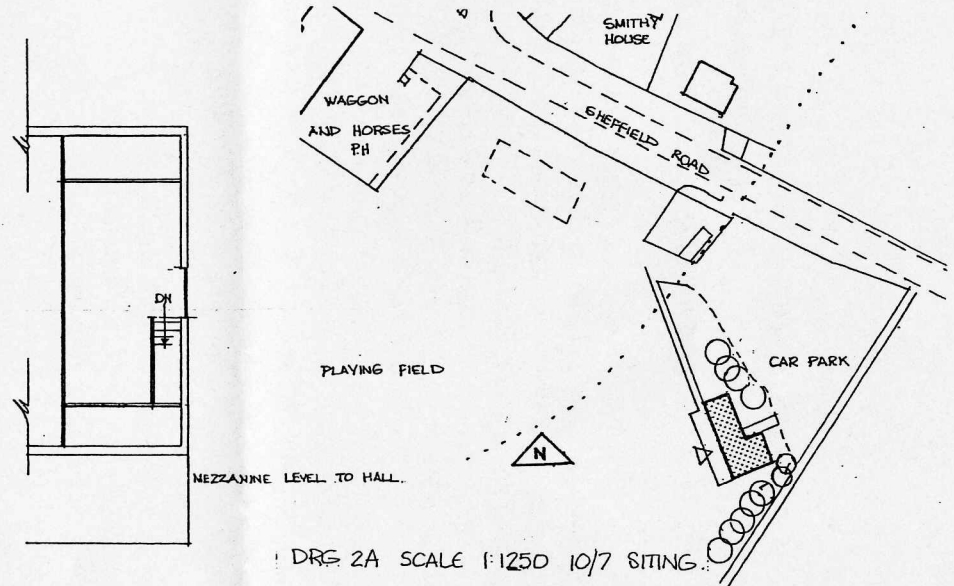 SMITHY
HOUSE
WAGGON
AND HORSES
PH
SHEFFIELD ROAD
DN
PLAYING FIELD
CAR PARK
N
MEZZANINE LEVEL TO HALL.
DRG 2A SCALE 1:1250 10/7 SITING.